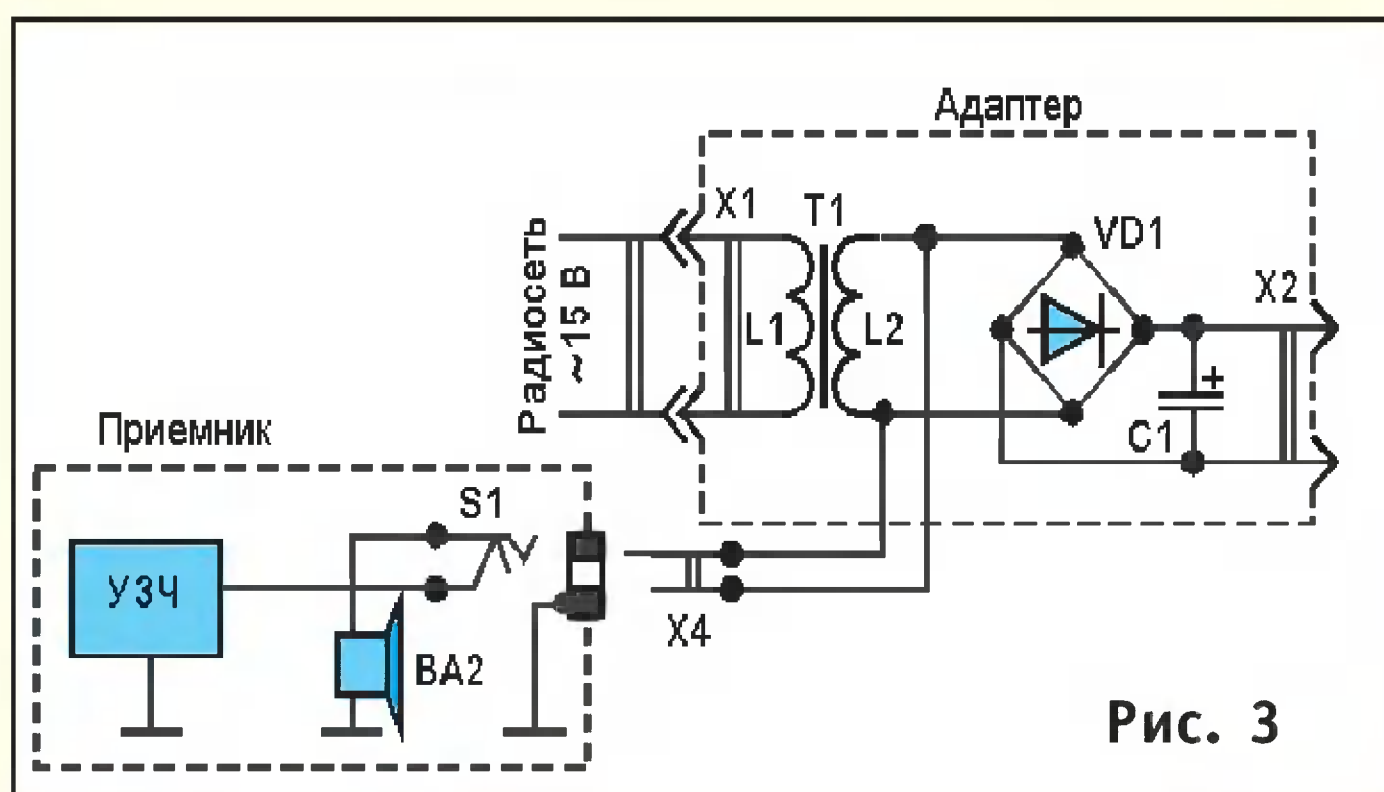 Адаптер
Радиосеть
~15 В
X1
T1
VD1
X2
L1
L2
+
C1
Приемник
S1
УЗЧ
BA2
X4
Рис. 3